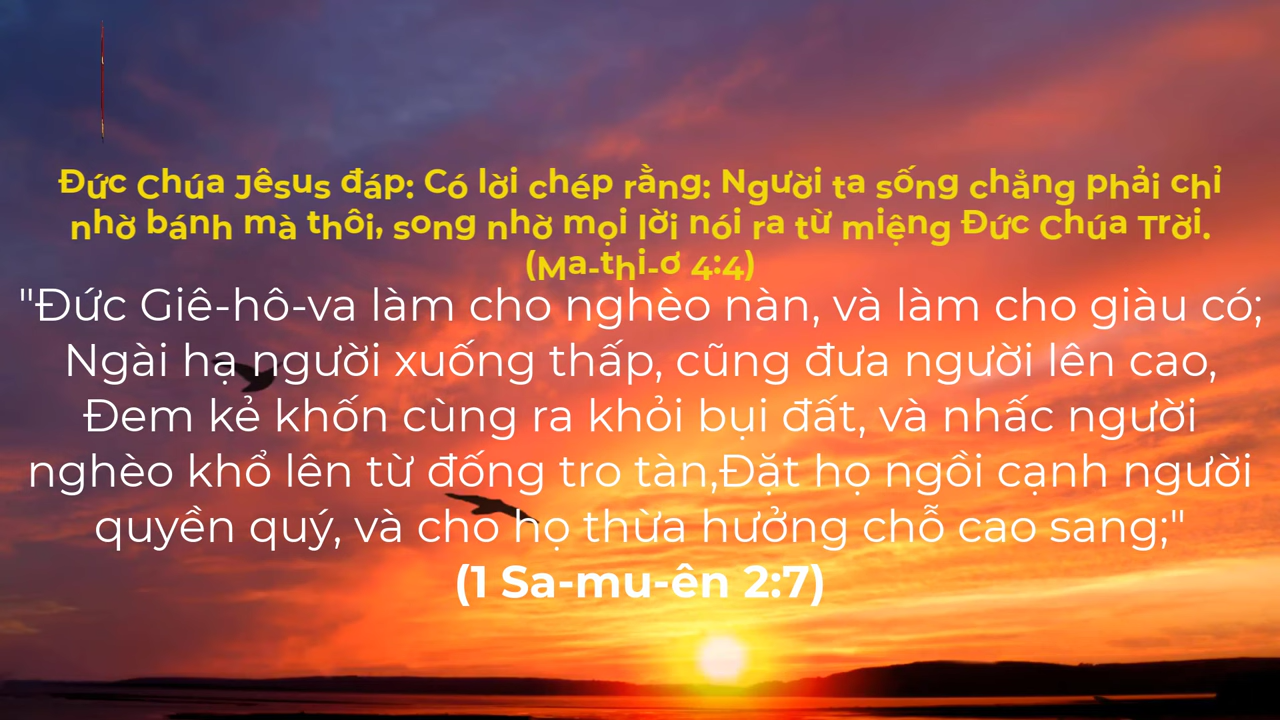 Đức Chúa Jêsus đáp: Có lời chép rằng: Người ta sống chẳng phải chỉ
nhờ bánh mà thôi, song nhờ mọi lời nói ra từ miệng Đức Chúa Trời.
(Ma-thi-ơ 4:4)
"Đức Giê-hô-va làm cho nghèo nàn, và làm cho giàu có;
Ngài hạ người xuống thấp, cũng đưa người lên cao,
Đem kẻ khốn cùng ra khỏi bụi đất, và nhấc người
nghèo khổ lên từ đống tro tàn,Đặt họ ngồi cạnh người
quyền quý, và cho họ thừa hưởng chỗ cao sang;"
(1 Sa-mu-ên 2:7)